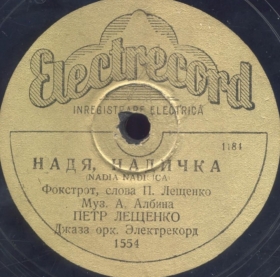 Electrecord
INREGISTRARE ELECTRICA
1184
НАДЯ, НАДИЧКА
Фокстрот, слова П. Лещенко
Муз. А. Албина
ПЕТР ЛЕЩЕНКО
Джаза орк. Электрекорд
1554